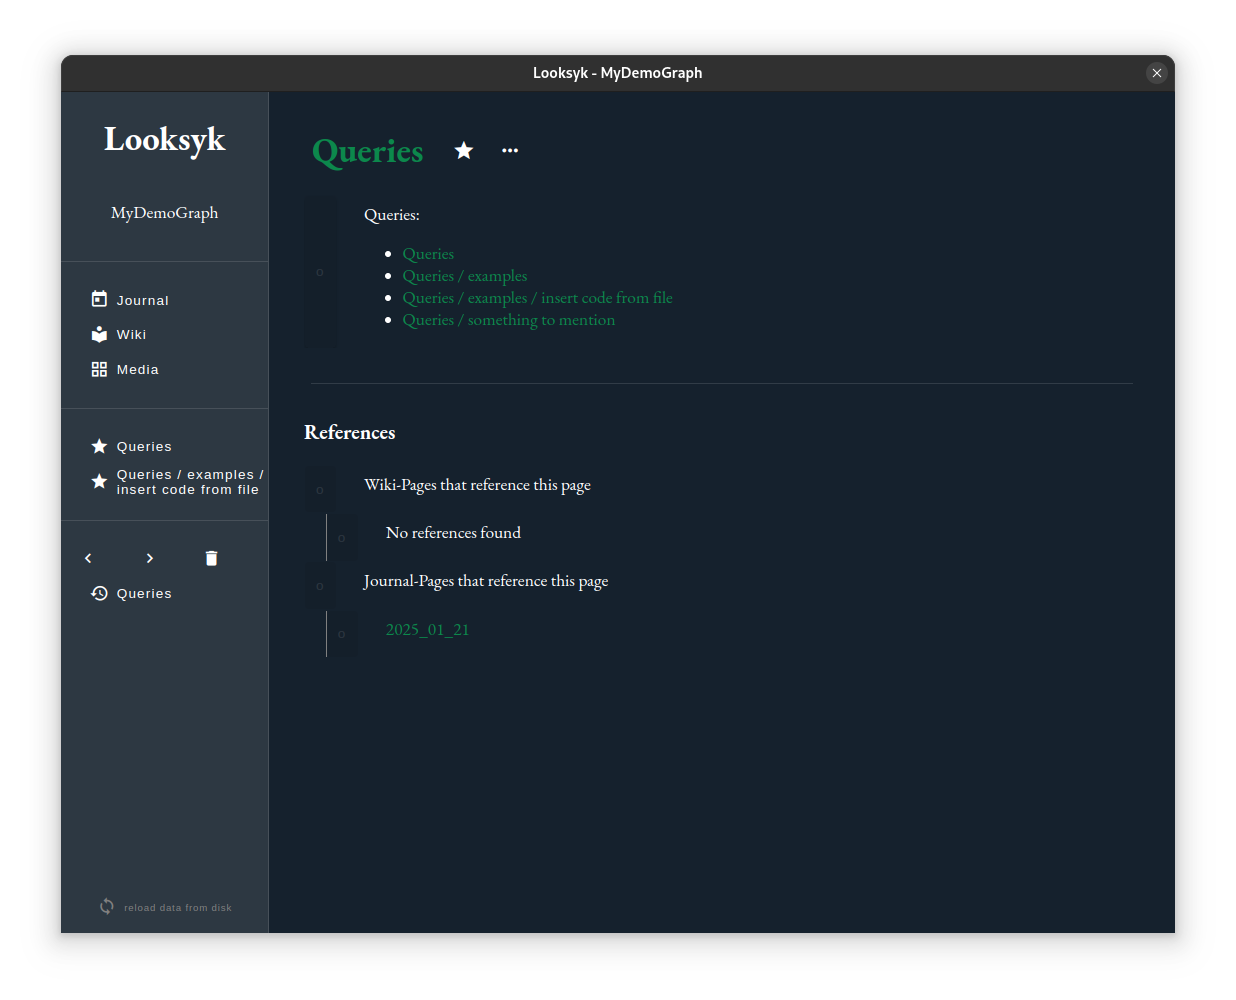 Looksyk - MyDemoGraph
Looksyk
MyDemoGraph
Journal
Wiki
Media
Queries
Queries / examples /
insert code from file
Queries
reload data from disk
Queries
Queries:
Queries
Queries / examples
Queries / examples / insert code from file
Queries / something to mention
References
Wiki-Pages that reference this page
No references found
Journal-Pages that reference this page
2025_01_21